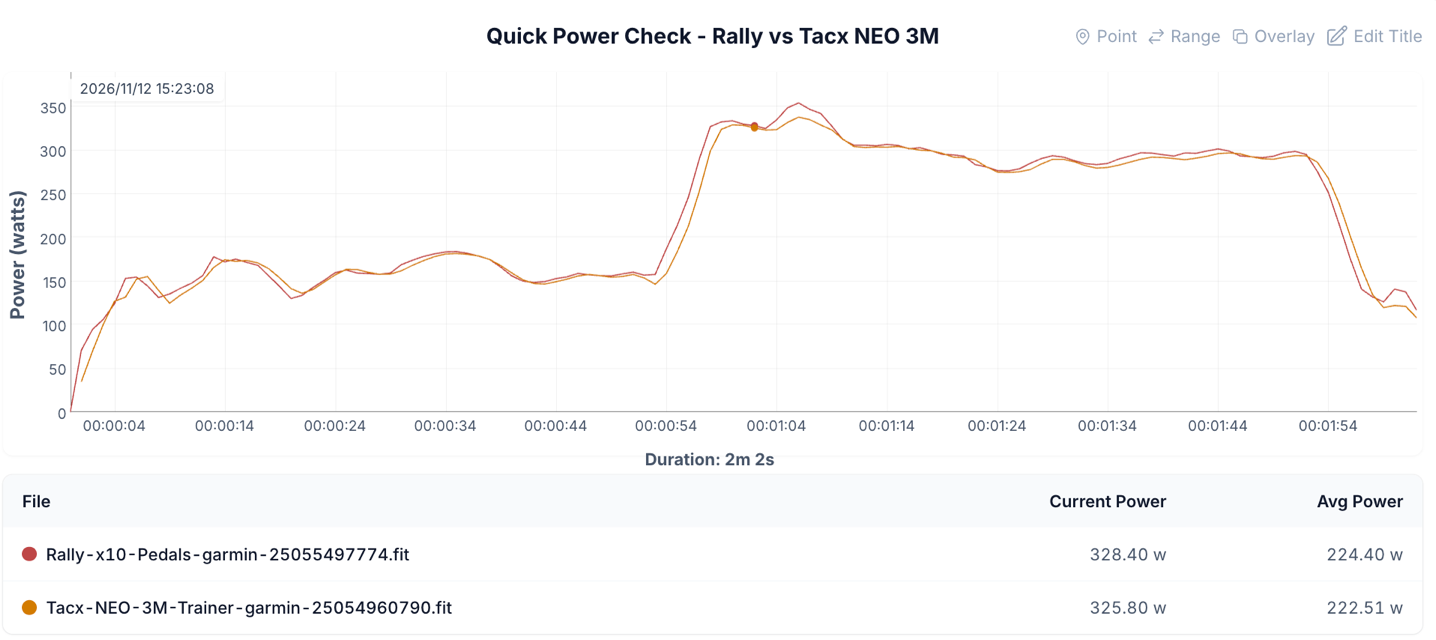 Quick Power Check - Rally vs Tacx NEO 3M
Point Range Overlay Edit Title
2026/11/12 15:23:08
Power (watts)
350
300
250
200
150
100
50
0
00:00:04 00:00:14 00:00:24 00:00:34 00:00:44 00:00:54 00:01:04 00:01:14 00:01:24 00:01:34 00:01:44 00:01:54
Duration: 2m 2s
File Current Power Avg Power
Rally-x10-Pedals-garmin-25055497774.fit 328.40 w 224.40 w
Tacx-NEO-3M-Trainer-garmin-25054960790.fit 325.80 w 222.51 w